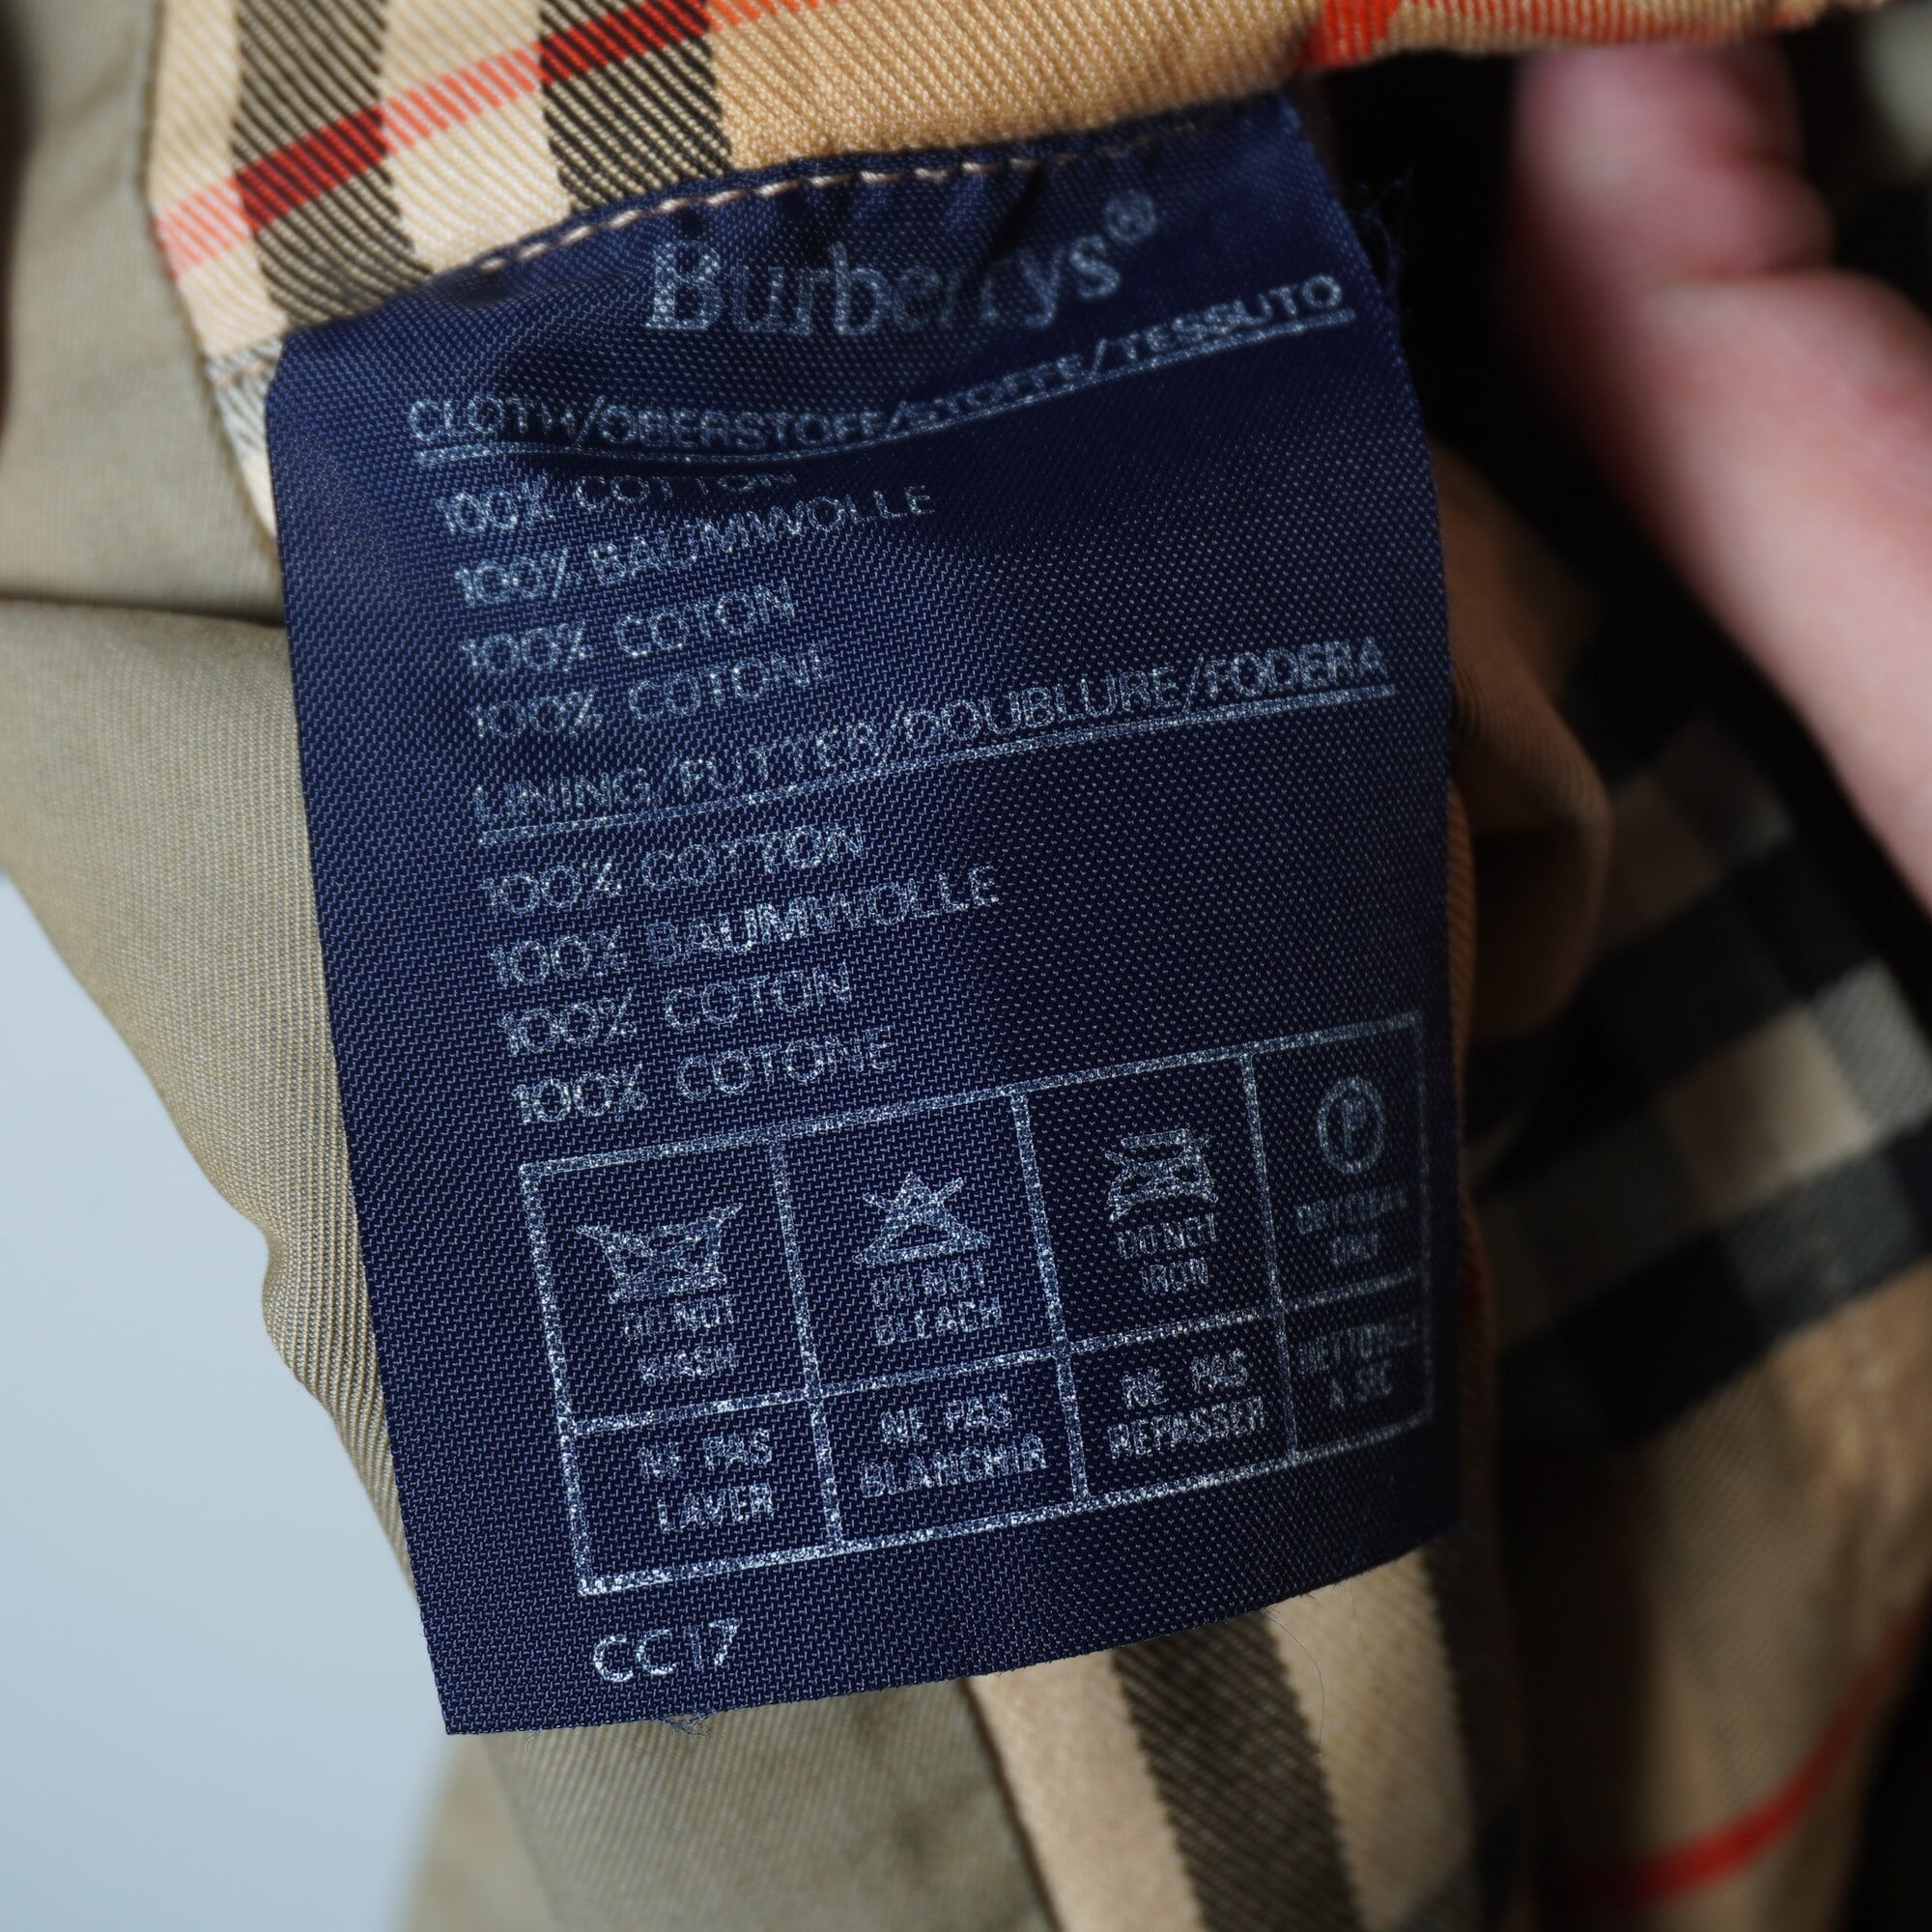 Burberrys®
CLOTH/OBERSTOFF/STOFFE/TESSUTO
100% COTTON
100% BAUMWOLLE
100% COTON
100% COTONE
LINING/FUTTER/DOUBLURE/FODERA
100% COTTON
100% BAUMWOLLE
100% COTON
100% COTONE
P
DO NOT
WASH
DO NOT
BLEACH
DO NOT
IRON
DRY CLEAN
ONLY
NE PAS
LAVER
NE PAS
BLANCHIR
NE PAS
REPASSER
NETTOYAGE
A SEC
CC17